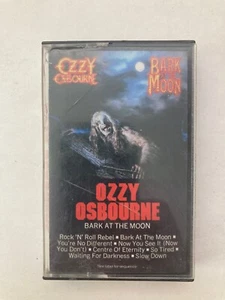 OZZY
OSBOURNE
BARK
AT THE
MOON
OZZY
OSBOURNE
BARK AT THE MOON
Rock 'N' Roll Rebel • Bark At The Moon •
You're No Different • Now You See It (Now
You Don't) • Centre Of Eternity • So Tired •
Waiting For Darkness • Slow Down